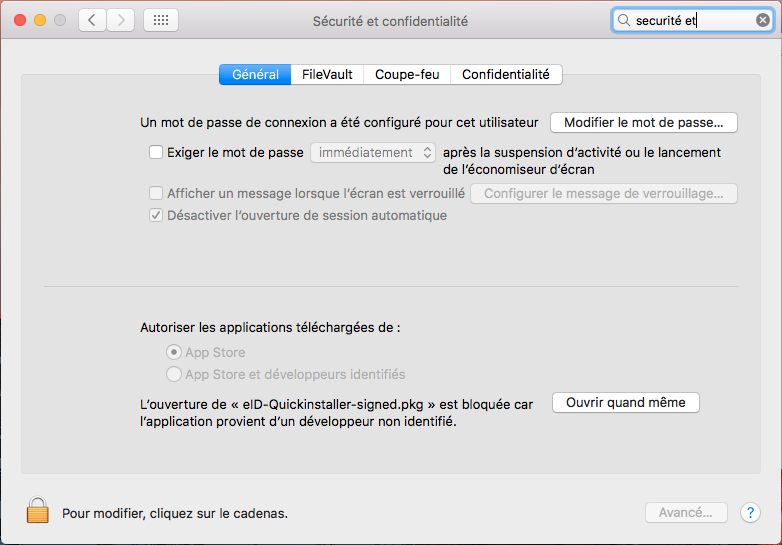 Sécurité et confidentialité
securité et
Général
FileVault
Coupe-feu
Confidentialité
Un mot de passe de connexion a été configuré pour cet utilisateur
Modifier le mot de passe...
Exiger le mot de passe
immédiatement
après la suspension d'activité ou le lancement
de l'économiseur d'écran
Afficher un message lorsque l'écran est verrouillé
Configurer le message de verrouillage...
Désactiver l'ouverture de session automatique
Autoriser les applications téléchargées de :
App Store
App Store et développeurs identifiés
L'ouverture de « eID-Quickinstaller-signed.pkg » est bloquée car
l'application provient d'un développeur non identifié.
Ouvrir quand même
Pour modifier, cliquez sur le cadenas.
Avancé...
?